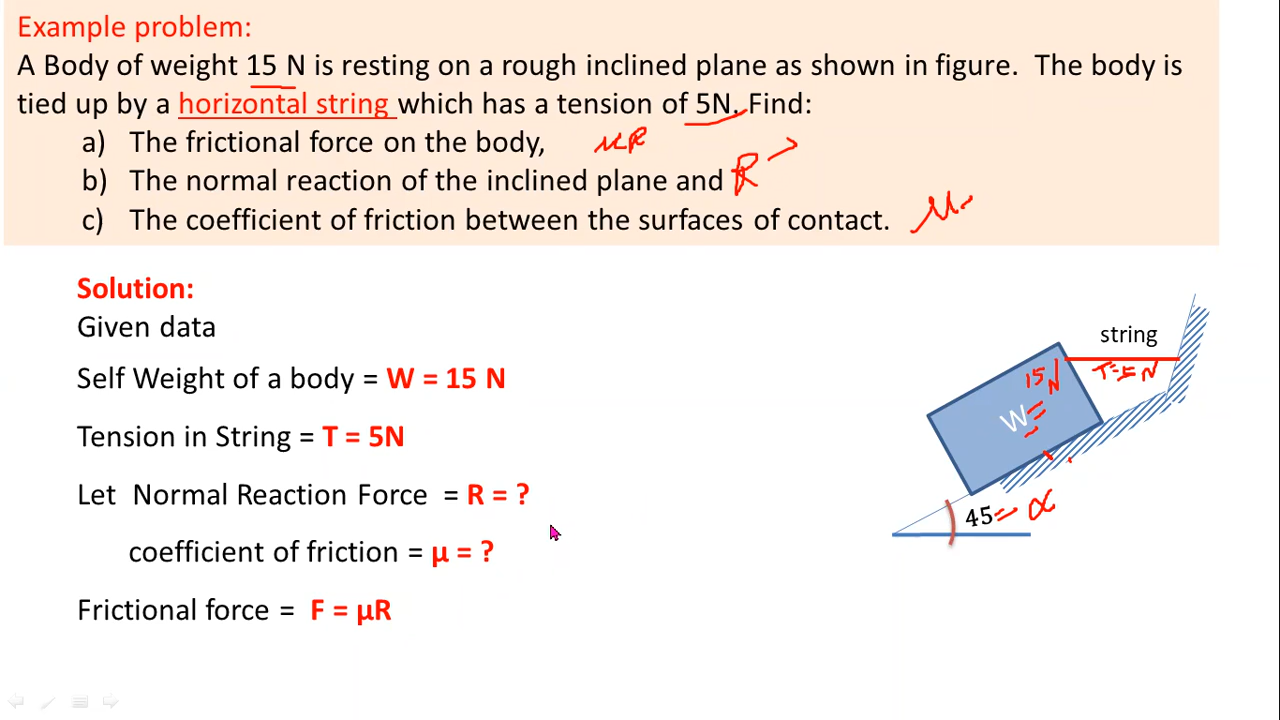 Example problem:
A Body of weight 15 N is resting on a rough inclined plane as shown in figure. The body is
tied up by a horizontal string which has a tension of 5N. Find:
a) The frictional force on the body, μR
b) The normal reaction of the inclined plane and R
c) The coefficient of friction between the surfaces of contact. μ
Solution:
Given data
Self Weight of a body = W = 15 N
Tension in String = T = 5N
Let Normal Reaction Force = R = ?
coefficient of friction = μ = ?
Frictional force = F = μR
string
15 N
T=5 N
W=
45 = α